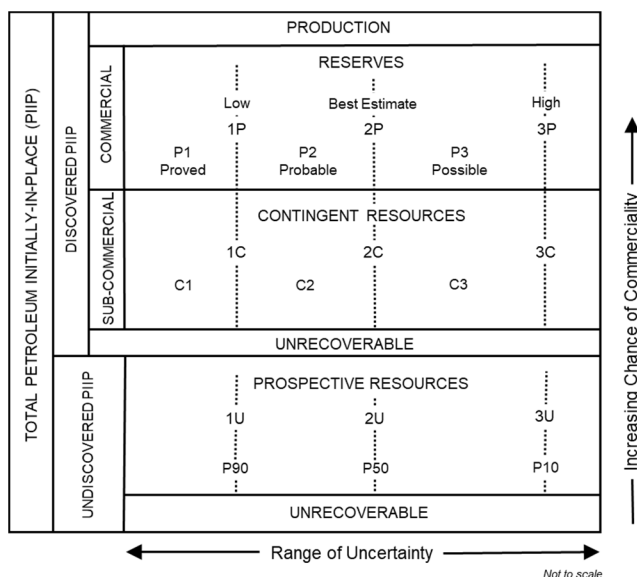 TOTAL PETROLEUM INITIALLY-IN-PLACE (PIIP)
DISCOVERED PIIP
UNDISCOVERED PIIP
COMMERCIAL
SUB-COMMERCIAL
PRODUCTION
RESERVES
Low Best Estimate High
1P 2P 3P
P1 P2 P3
Proved Probable Possible
CONTINGENT RESOURCES
1C 2C 3C
C1 C2 C3
UNRECOVERABLE
PROSPECTIVE RESOURCES
1U 2U 3U
P90 P50 P10
UNRECOVERABLE
Increasing Chance of Commerciality
Range of Uncertainty
Not to scale